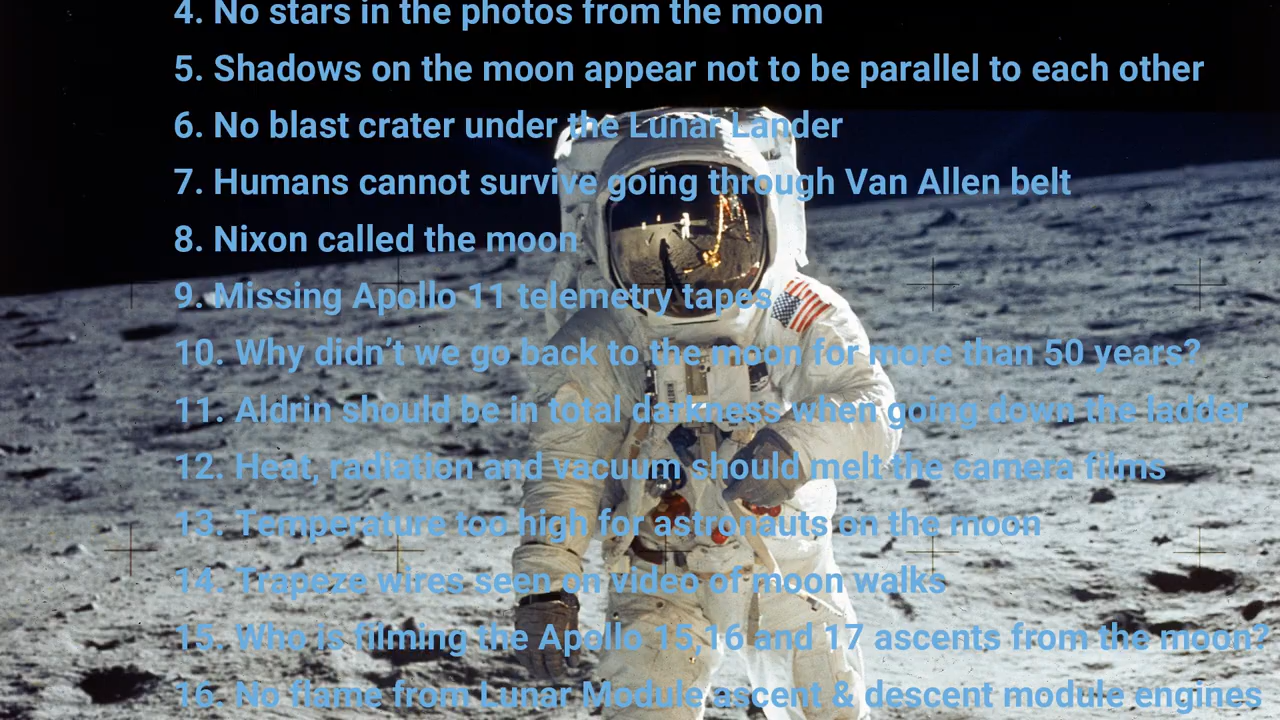 4. No stars in the photos from the moon
5. Shadows on the moon appear not to be parallel to each other
6. No blast crater under the Lunar Lander
7. Humans cannot survive going through Van Allen belt
8. Nixon called the moon
9. Missing Apollo 11 telemetry tapes
10. Why didn’t we go back to the moon for more than 50 years?
11. Aldrin should be in total darkness when going down the ladder
12. Heat, radiation and vacuum should melt the camera films
13. Temperature too high for astronauts on the moon
14. Trapeze wires seen on video of moon walks
15. Who is filming the Apollo 15,16 and 17 ascents from the moon?
16. No flame from Lunar Module ascent & descent module engines